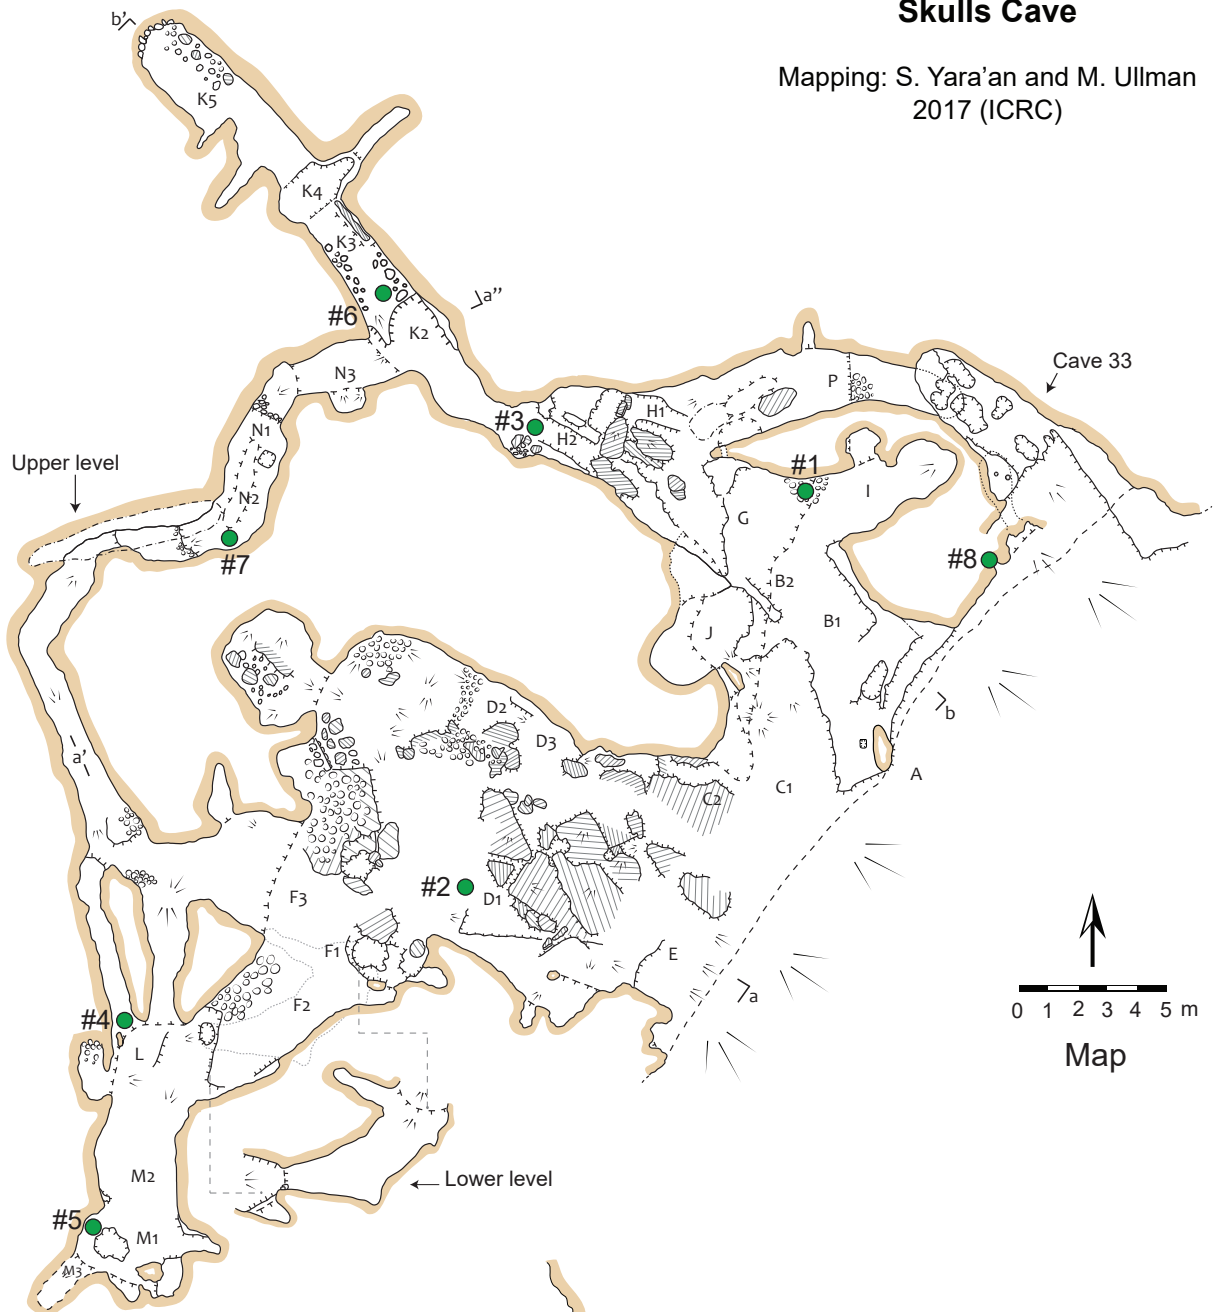 Skulls Cave
Mapping: S. Yara'an and M. Ullman
2017 (ICRC)
b'
K5
K4
K3
a''
#6
K2
N3
P
Cave 33
H1
#3
H2
N1
#1
Upper level
I
N2
G
#7
#8
B2
B1
J
D2
b
D3
a'
A
C1
C2
#2
D1
F3
F1
E
a
F2
0 1 2 3 4 5 m
#4
L
Map
M2
Lower level
#5
M1
M3